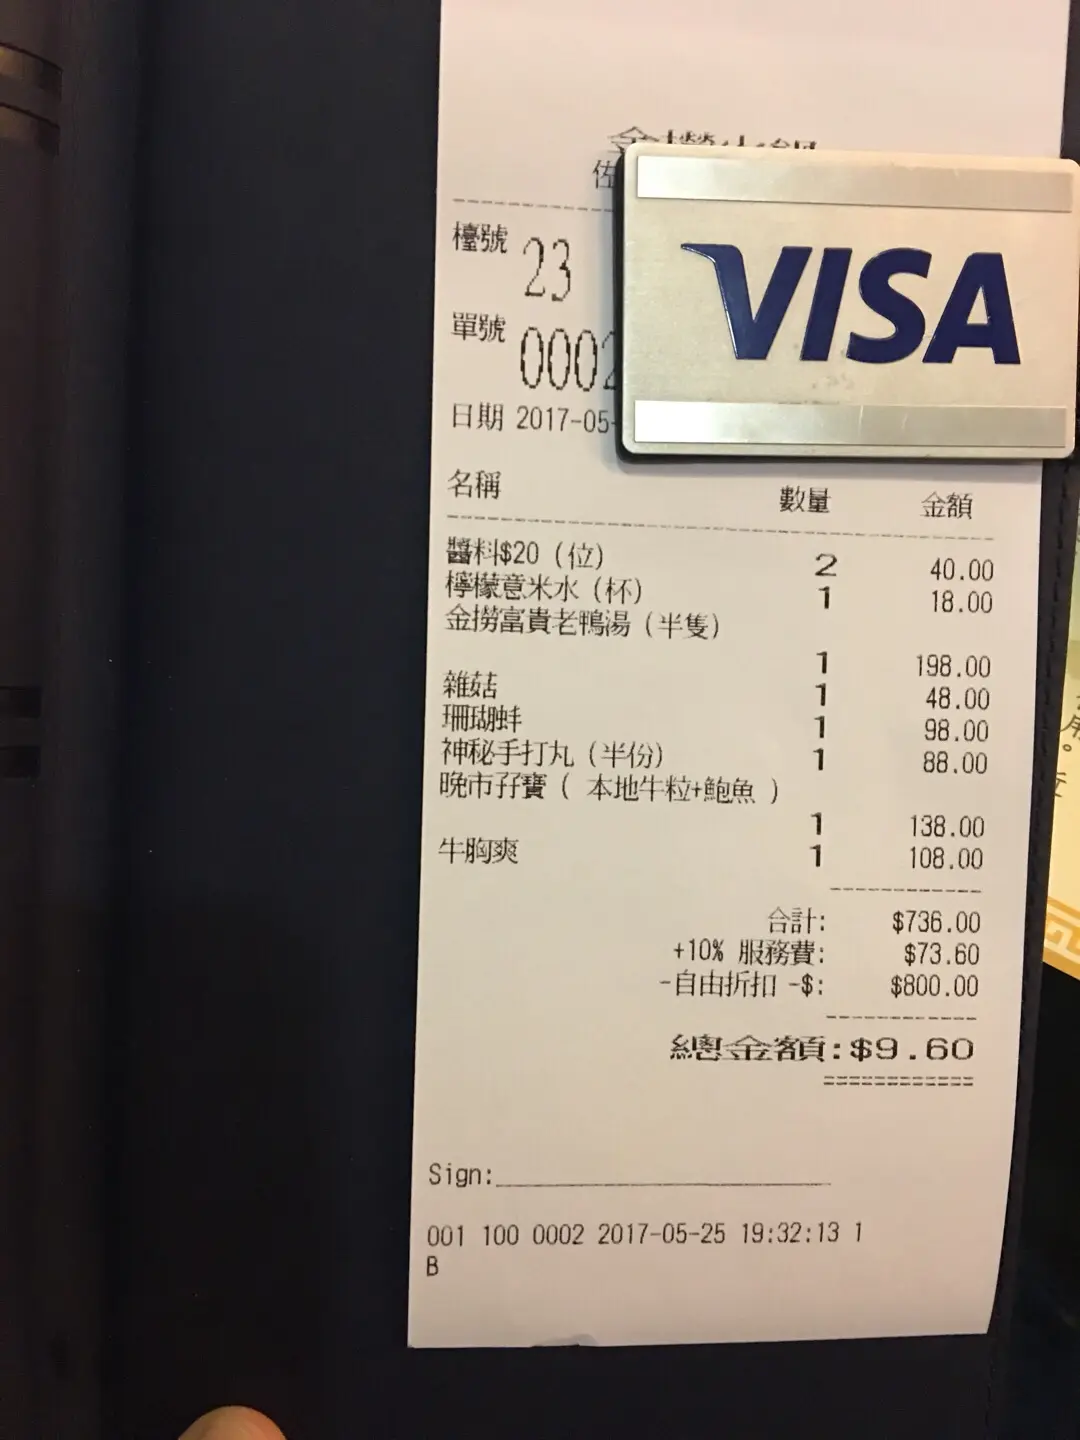 佐
VISA
檯號 23
單號 0002
日期 2017-05-
名稱 數量 金額
醬料$20 (位) 2 40.00
檸檬薏米水 (杯) 1 18.00
金撈富貴老鴨湯 (半隻)
1 198.00
雜菇 1 48.00
珊瑚蚌 1 98.00
神秘手打丸 (半份) 1 88.00
晚市孖寶 ( 本地牛粒+鮑魚 )
1 138.00
牛胸爽 1 108.00
合計: $736.00
+10% 服務費: $73.60
-自由折扣 -$: $800.00
總金額:$9.60
Sign:
001 100 0002 2017-05-25 19:32:13 1
B